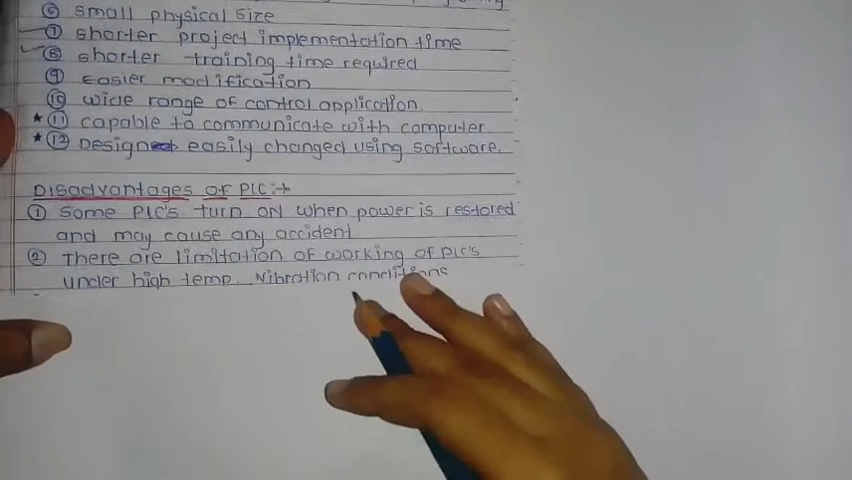 ⑥ Small physical size
⑦ shorter project implementation time
⑧ shorter training time required
⑨ Easier modification
⑩ wide range of control application.
★ ⑪ capable to communicate with computer
★ ⑫ Design easily changed using software.
Disadvantages of PLC :→
① Some PLC's turn ON when power is restored
and may cause any accident
② There are limitation of working of PLC's
under high temp. Vibration conditions